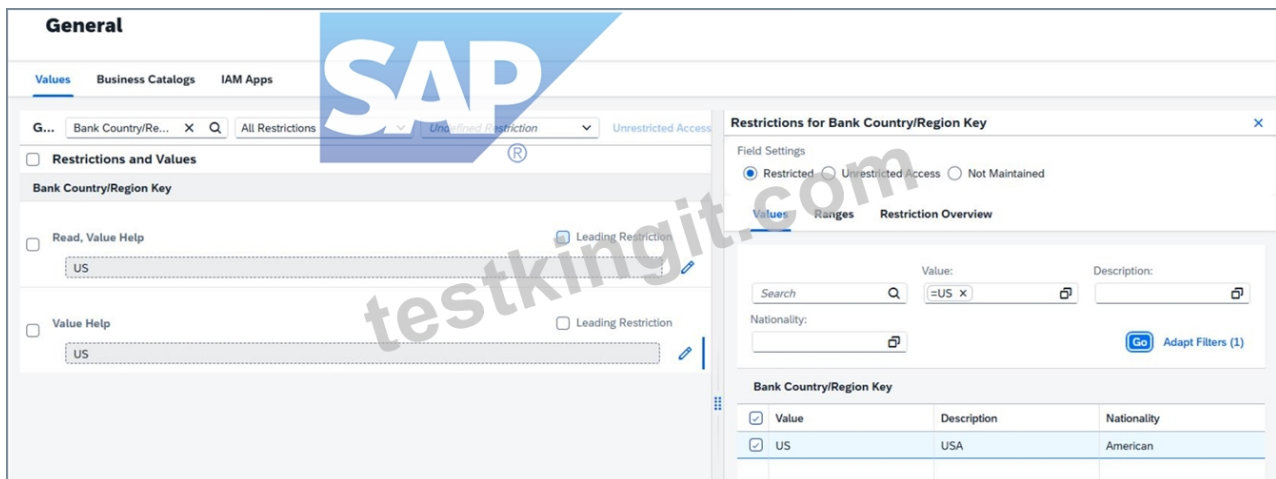 General
SAP
®
Values Business Catalogs IAM Apps
G... Bank Country/Re... All Restrictions Undefined Restriction Unrestricted Access
Restrictions and Values
Bank Country/Region Key
Read, Value Help Leading Restriction
US
Value Help Leading Restriction
US
Restrictions for Bank Country/Region Key
Field Settings
Restricted Unrestricted Access Not Maintained
Values Ranges Restriction Overview
Value: Description:
Search =US ×
Nationality:
Go Adapt Filters (1)
Bank Country/Region Key
Value Description Nationality
US USA American
testkingit.com